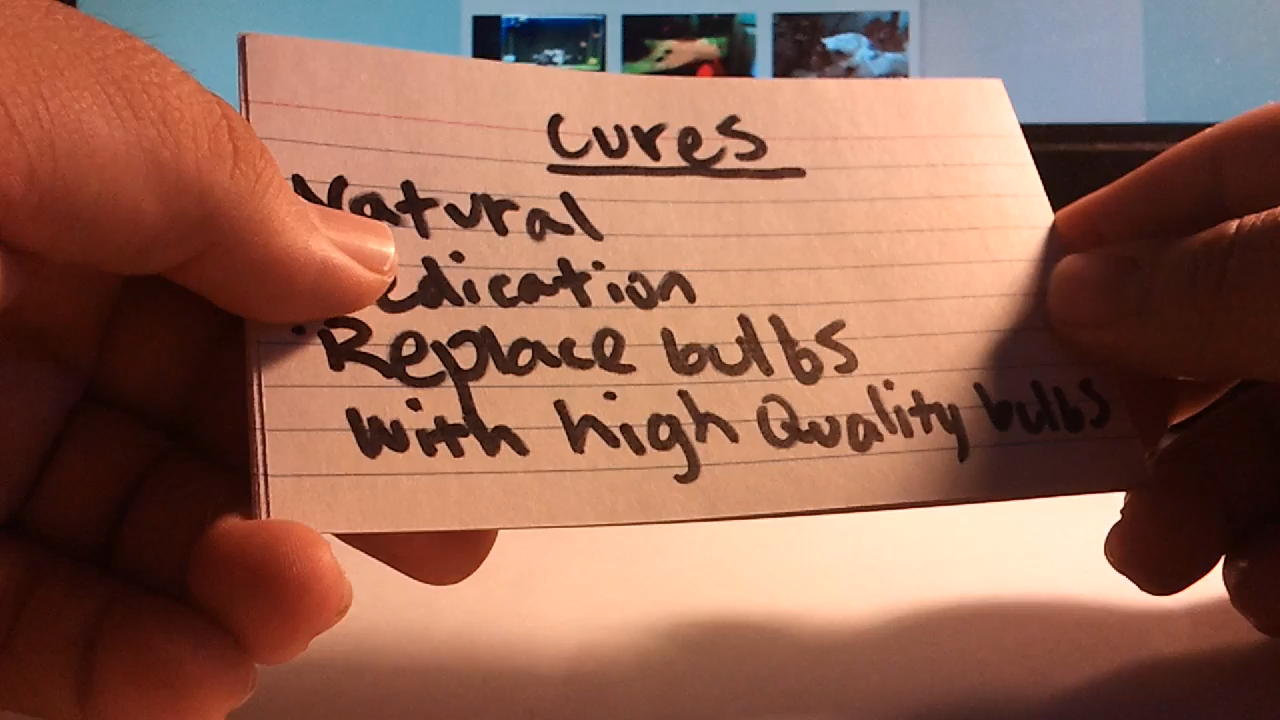 Cures
Natural
edication
• Replace bulbs
with high Quality bulbs